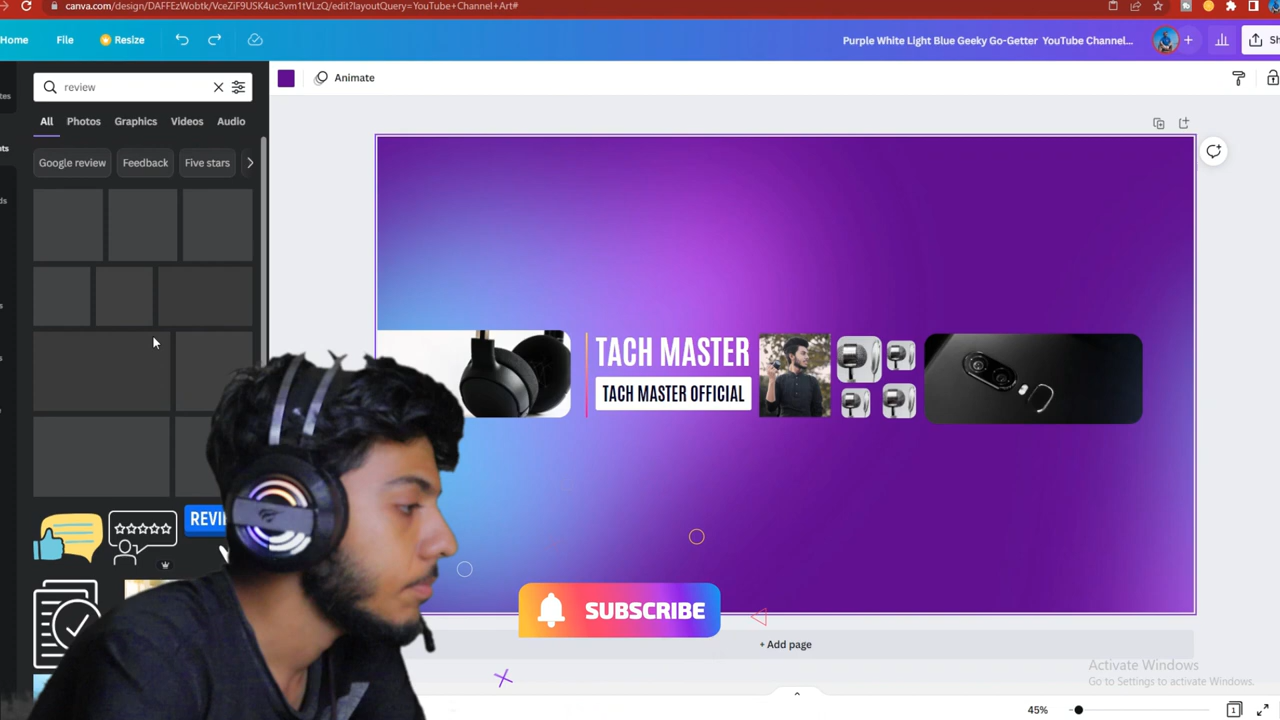 canva.com/design/DAFFEzWobtk/VceZiF9USK4uc3vm1tVLzQ/edit?layoutQuery=YouTube+Channel+Art#
Home File Resize Purple White Light Blue Geeky Go-Getter YouTube Channel...
review
Animate
All Photos Graphics Videos Audio
Google review Feedback Five stars
TACH MASTER
TACH MASTER OFFICIAL
SUBSCRIBE
+ Add page
Activate Windows
Go to Settings to activate Windows.
45%
1